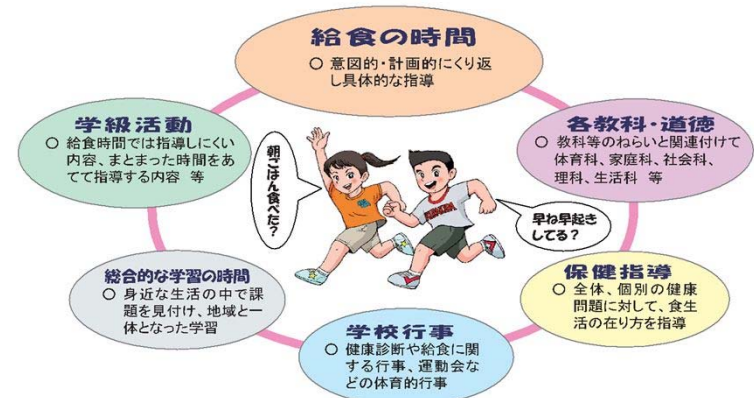 給食の時間
○ 意図的・計画的にくり返
し具体的な指導
学級活動
○ 給食時間では指導しにくい
内容、まとまった時間をあ
てて指導する内容 等
各教科・道徳
○ 教科等のねらいと関連付けて
体育科、家庭科、社会科、
理科、生活科 等
朝ごはん食べた?
早ね早起き
してる?
総合的な学習の時間
○ 身近な生活の中で課
題を見付け、地域と一
体となった学習
保健指導
○ 全体、個別の健康
問題に対して、食生
活の在り方を指導
学校行事
○ 健康診断や給食に関
する行事、運動会な
どの体育的行事